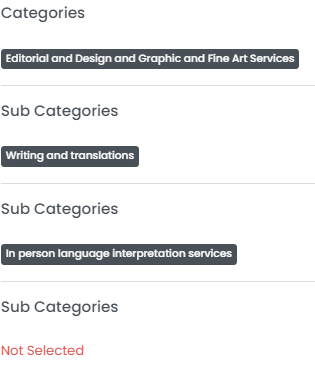 Categories
Editorial and Design and Graphic and Fine Art Services
Sub Categories
Writing and translations
Sub Categories
In person language interpretation services
Sub Categories
Not Selected